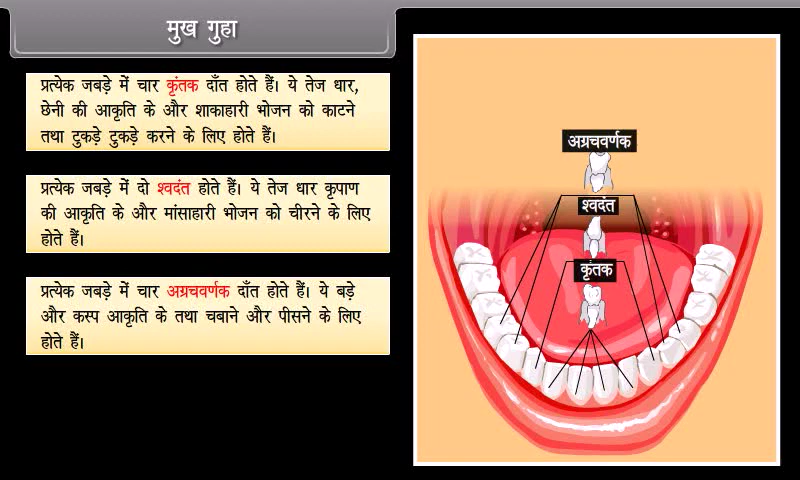 मुख गुहा
प्रत्येक जबड़े में चार कृंतक दाँत होते हैं। ये तेज धार,
छेनी की आकृति के और शाकाहारी भोजन को काटने
तथा टुकड़े टुकड़े करने के लिए होते हैं।
प्रत्येक जबड़े में दो श्वदंत होते हैं। ये तेज धार कृपाण
की आकृति के और मांसाहारी भोजन को चीरने के लिए
होते हैं।
प्रत्येक जबड़े में चार अग्रचवर्णक दाँत होते हैं। ये बड़े
और कस्प आकृति के तथा चबाने और पीसने के लिए
होते हैं।
अग्रचवर्णक
श्वदंत
कृंतक